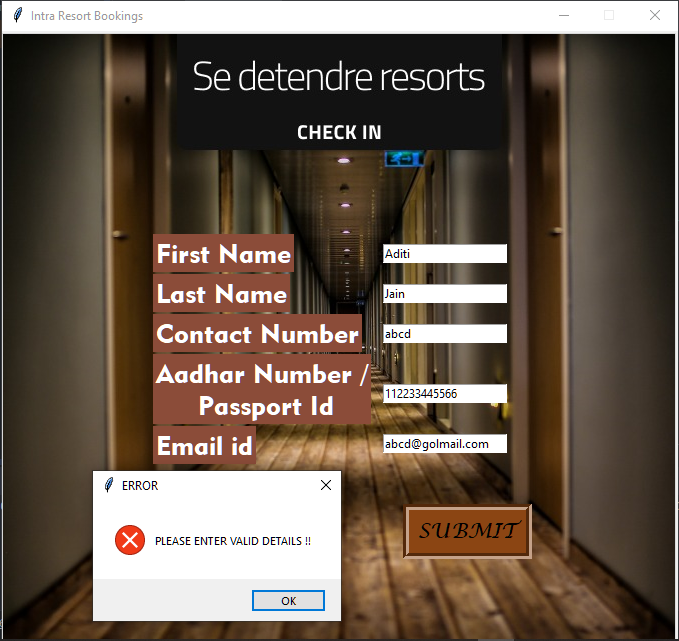 Intra Resort Bookings
Se detendre resorts
CHECK IN
First Name
Aditi
Last Name
Jain
Contact Number
abcd
Aadhar Number /
Passport Id
112233445566
Email id
abcd@golmail.com
ERROR
PLEASE ENTER VALID DETAILS !!
OK
SUBMIT